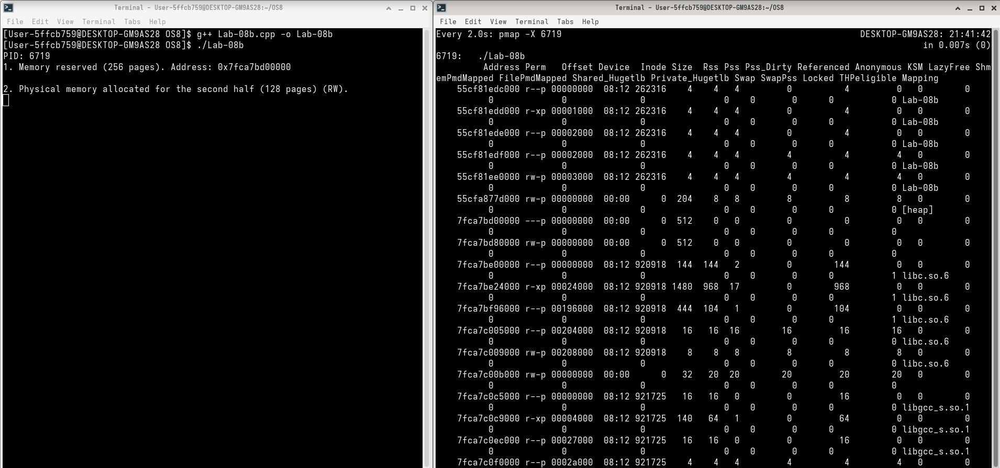 Terminal - User-5ffcb759@DESKTOP-GM9AS28:~/OS8
File Edit View Terminal Tabs Help
[User-5ffcb759@DESKTOP-GM9AS28 OS8]$ g++ Lab-08b.cpp -o Lab-08b
[User-5ffcb759@DESKTOP-GM9AS28 OS8]$ ./Lab-08b
PID: 6719
1. Memory reserved (256 pages). Address: 0x7fca7bd00000
2. Physical memory allocated for the second half (128 pages) (RW).
Terminal - User-5ffcb759@DESKTOP-GM9AS28:~/OS8
File Edit View Terminal Tabs Help
Every 2.0s: pmap -X 6719 DESKTOP-GM9AS28: 21:41:42
in 0.007s (0)
6719: ./Lab-08b
Address Perm Offset Device Inode Size Rss Pss Pss_Dirty Referenced Anonymous KSM LazyFree Shm
emPmdMapped FilePmdMapped Shared_Hugetlb Private_Hugetlb Swap SwapPss Locked THPeligible Mapping
55cf81edc000 r--p 00000000 08:12 262316 4 4 4 0 4 0 0 0
0 0 0 0 0 0 0 0 Lab-08b
55cf81edd000 r-xp 00001000 08:12 262316 4 4 4 0 4 0 0 0
0 0 0 0 0 0 0 0 Lab-08b
55cf81ede000 r--p 00002000 08:12 262316 4 4 4 0 4 0 0 0
0 0 0 0 0 0 0 0 Lab-08b
55cf81edf000 r--p 00002000 08:12 262316 4 4 4 4 4 4 0 0
0 0 0 0 0 0 0 0 Lab-08b
55cf81ee0000 rw-p 00003000 08:12 262316 4 4 4 4 4 4 0 0
0 0 0 0 0 0 0 0 Lab-08b
55cfa877d000 rw-p 00000000 00:00 0 204 8 8 8 8 8 0 0
0 0 0 0 0 0 0 0 [heap]
7fca7bd00000 ---p 00000000 00:00 0 512 0 0 0 0 0 0 0
0 0 0 0 0 0 0 0
7fca7bd80000 rw-p 00000000 00:00 0 512 0 0 0 0 0 0 0
0 0 0 0 0 0 0 0
7fca7be00000 r--p 00000000 08:12 920918 144 144 2 0 144 0 0 0
0 0 0 0 0 0 0 1 libc.so.6
7fca7be24000 r-xp 00024000 08:12 920918 1480 968 17 0 968 0 0 0
0 0 0 0 0 0 0 1 libc.so.6
7fca7bf96000 r--p 00196000 08:12 920918 444 104 1 0 104 0 0 0
0 0 0 0 0 0 0 1 libc.so.6
7fca7c005000 r--p 00204000 08:12 920918 16 16 16 16 16 16 0 0
0 0 0 0 0 0 0 0 libc.so.6
7fca7c009000 rw-p 00208000 08:12 920918 8 8 8 8 8 8 0 0
0 0 0 0 0 0 0 0 libc.so.6
7fca7c00b000 rw-p 00000000 00:00 0 32 20 20 20 20 20 0 0
0 0 0 0 0 0 0 0
7fca7c0c5000 r--p 00000000 08:12 921725 16 16 0 0 16 0 0 0
0 0 0 0 0 0 0 0 libgcc_s.so.1
7fca7c0c9000 r-xp 00004000 08:12 921725 140 64 1 0 64 0 0 0
0 0 0 0 0 0 0 0 libgcc_s.so.1
7fca7c0ec000 r--p 00027000 08:12 921725 16 16 0 0 16 0 0 0
0 0 0 0 0 0 0 0 libgcc_s.so.1
7fca7c0f0000 r--p 0002a000 08:12 921725 4 4 4 4 4 4 0 0